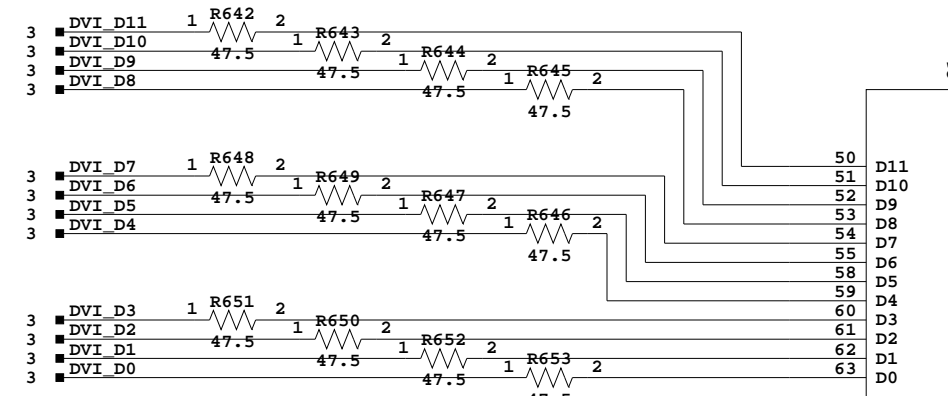 3 DVI_D11 1 R642 2
47.5
3 DVI_D10 1 R643 2
47.5
3 DVI_D9 1 R644 2
47.5
3 DVI_D8 1 R645 2
47.5
3 DVI_D7 1 R648 2
47.5
3 DVI_D6 1 R649 2
47.5
3 DVI_D5 1 R647 2
47.5
3 DVI_D4 1 R646 2
47.5
3 DVI_D3 1 R651 2
47.5
3 DVI_D2 1 R650 2
47.5
3 DVI_D1 1 R652 2
47.5
3 DVI_D0 1 R653 2
50 D11
51 D10
52 D9
53 D8
54 D7
55 D6
58 D5
59 D4
60 D3
61 D2
62 D1
63 D0